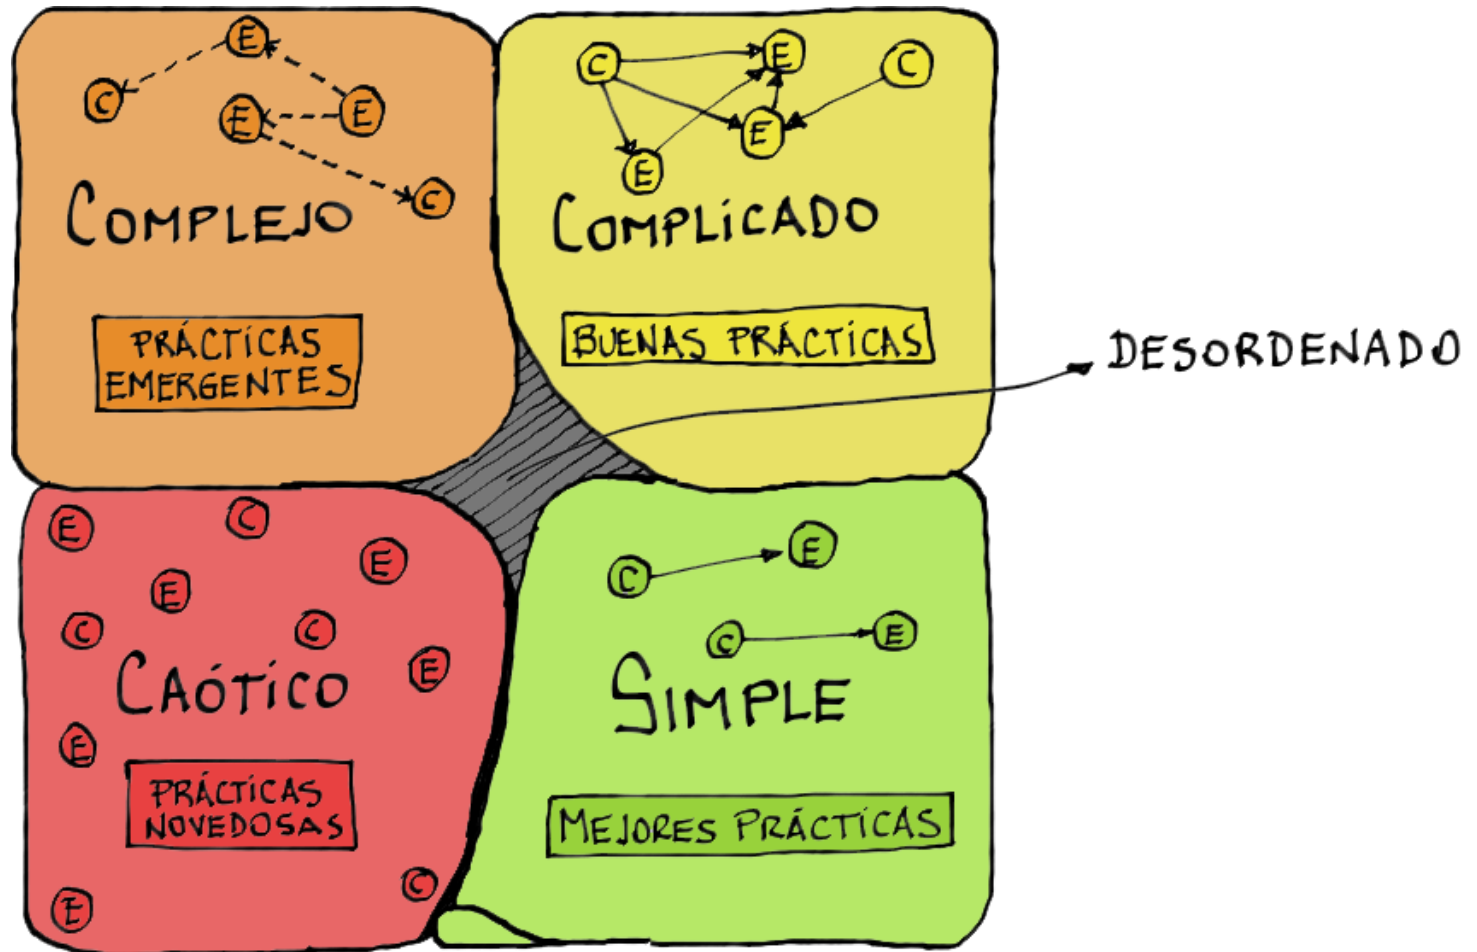 E
C
E
E
C
COMPLEJO
PRÁCTICAS
EMERGENTES
C
E
C
E
E
COMPLICADO
BUENAS PRÁCTICAS
DESORDENADO
E
C
E
E
C
C
E
CAÓTICO
E
PRÁCTICAS
NOVEDOSAS
C
E
E
C
C
E
SIMPLE
MEJORES PRÁCTICAS